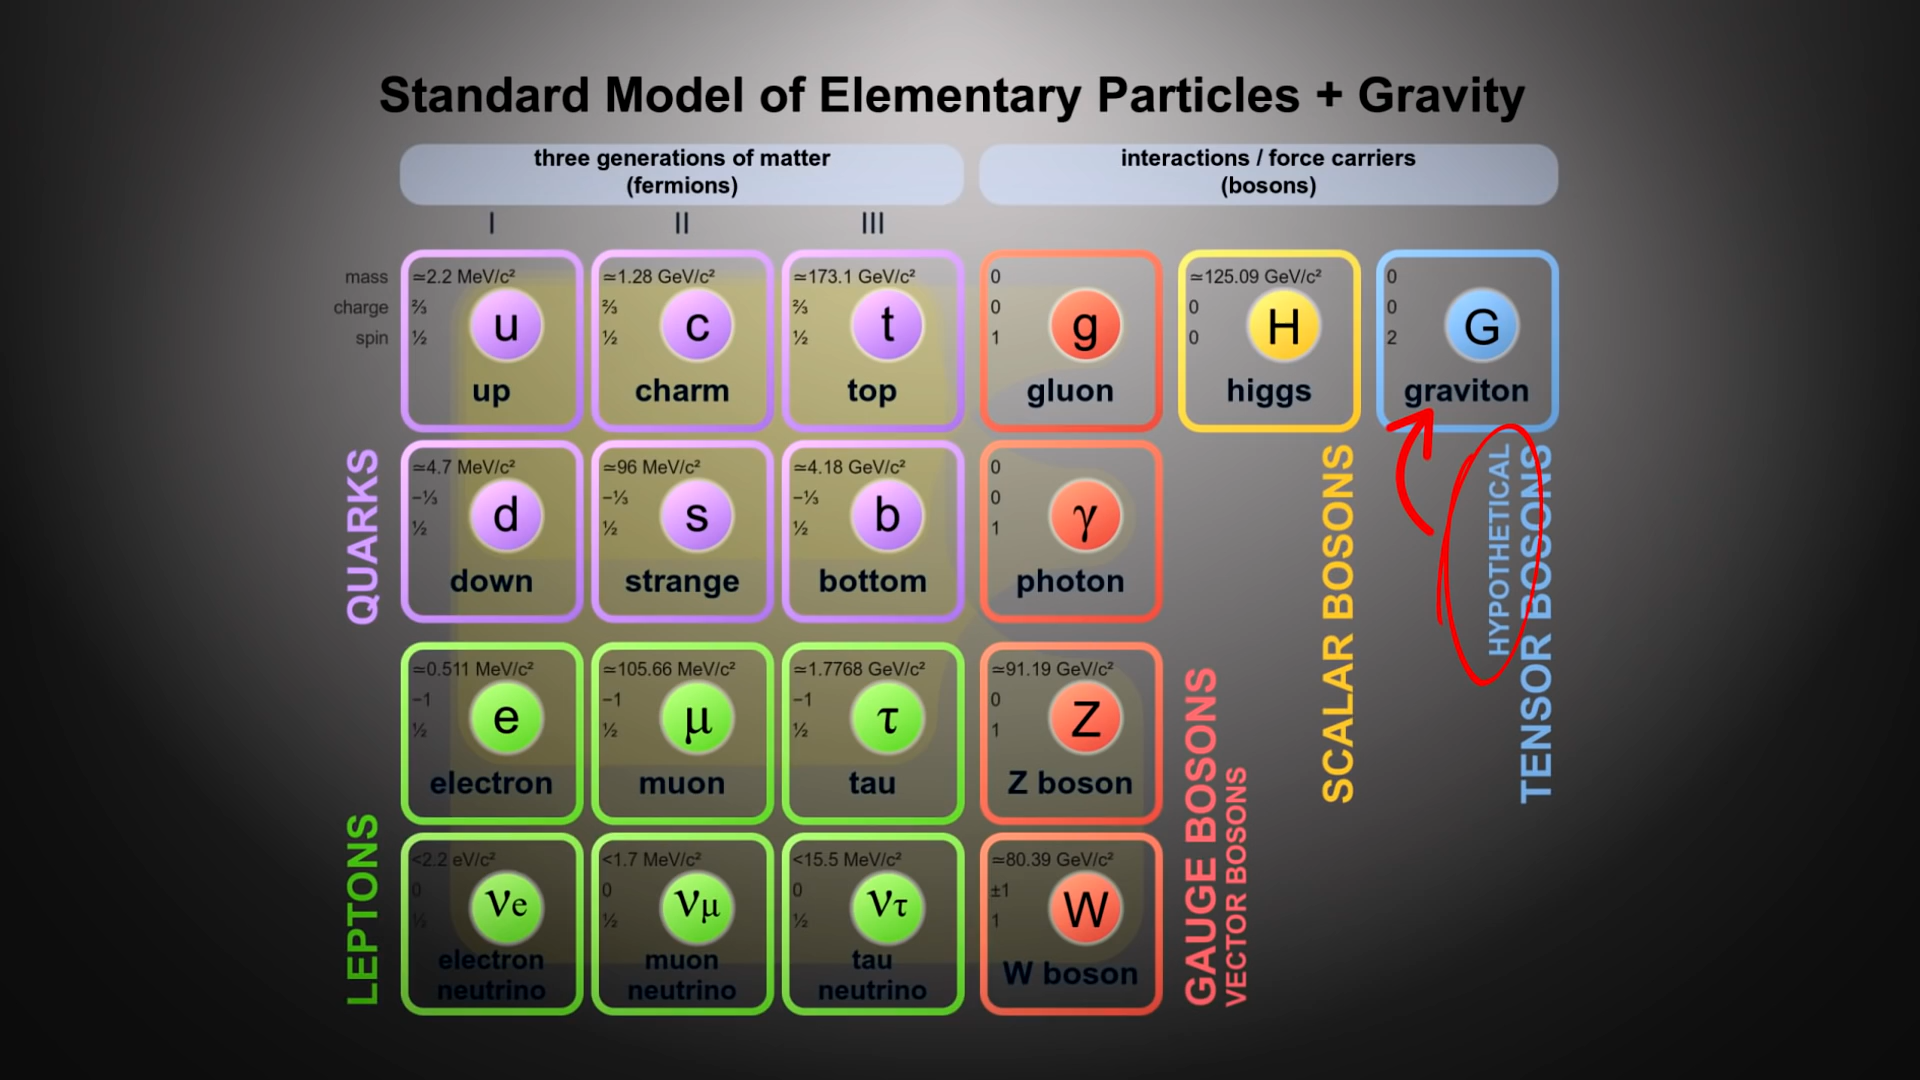 Standard Model of Elementary Particles + Gravity
three generations of matter
(fermions)
interactions / force carriers
(bosons)
I
II
III
mass
charge
spin
≃2.2 MeV/c²
⅔
½
u
up
≃1.28 GeV/c²
⅔
½
c
charm
≃173.1 GeV/c²
⅔
½
t
top
0
0
1
g
gluon
≃125.09 GeV/c²
0
0
H
higgs
0
0
2
G
graviton
QUARKS
≃4.7 MeV/c²
−⅓
½
d
down
≃96 MeV/c²
−⅓
½
s
strange
≃4.18 GeV/c²
−⅓
½
b
bottom
0
0
1
γ
photon
SCALAR BOSONS
HYPOTHETICAL
TENSOR BOSONS
LEPTONS
≃0.511 MeV/c²
−1
½
e
electron
≃105.66 MeV/c²
−1
½
μ
muon
≃1.7768 GeV/c²
−1
½
τ
tau
≃91.19 GeV/c²
0
1
Z
Z boson
GAUGE BOSONS
VECTOR BOSONS
<2.2 eV/c²
0
½
νe
electron
neutrino
<1.7 MeV/c²
0
½
νμ
muon
neutrino
<15.5 MeV/c²
0
½
ντ
tau
neutrino
≃80.39 GeV/c²
±1
1
W
W boson